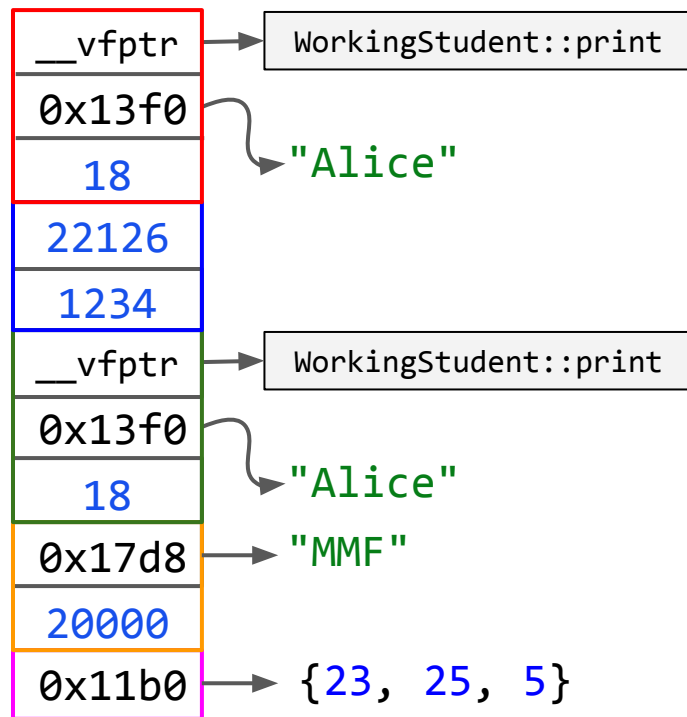 __vfptr WorkingStudent::print
0x13f0
"Alice"
18
22126
1234
__vfptr WorkingStudent::print
0x13f0
"Alice"
18
0x17d8 "MMF"
20000
0x11b0 {23, 25, 5}